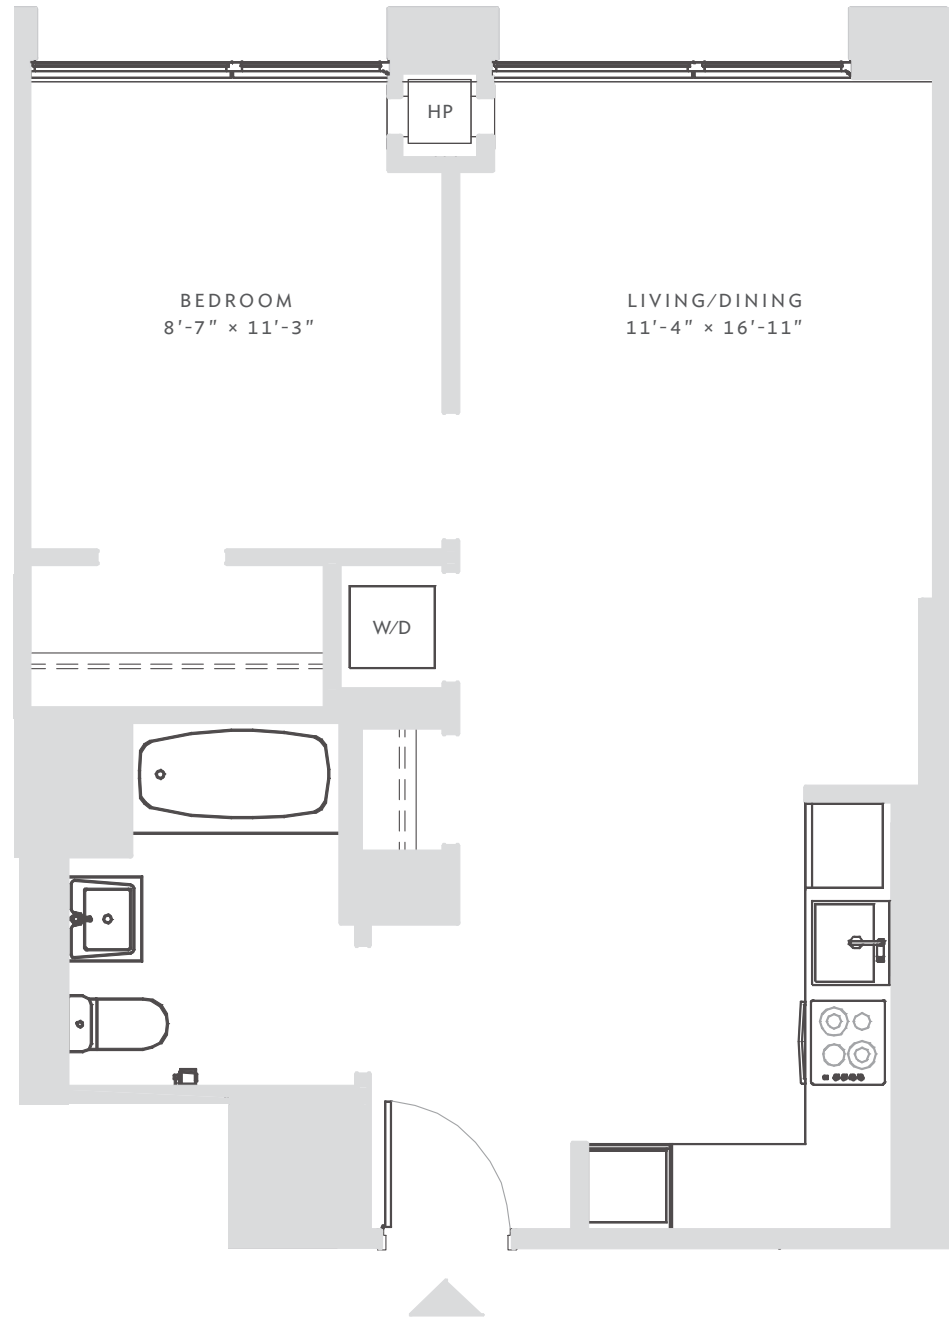 HP
BEDROOM
8'-7" × 11'-3"
LIVING/DINING
11'-4" × 16'-11"
W/D